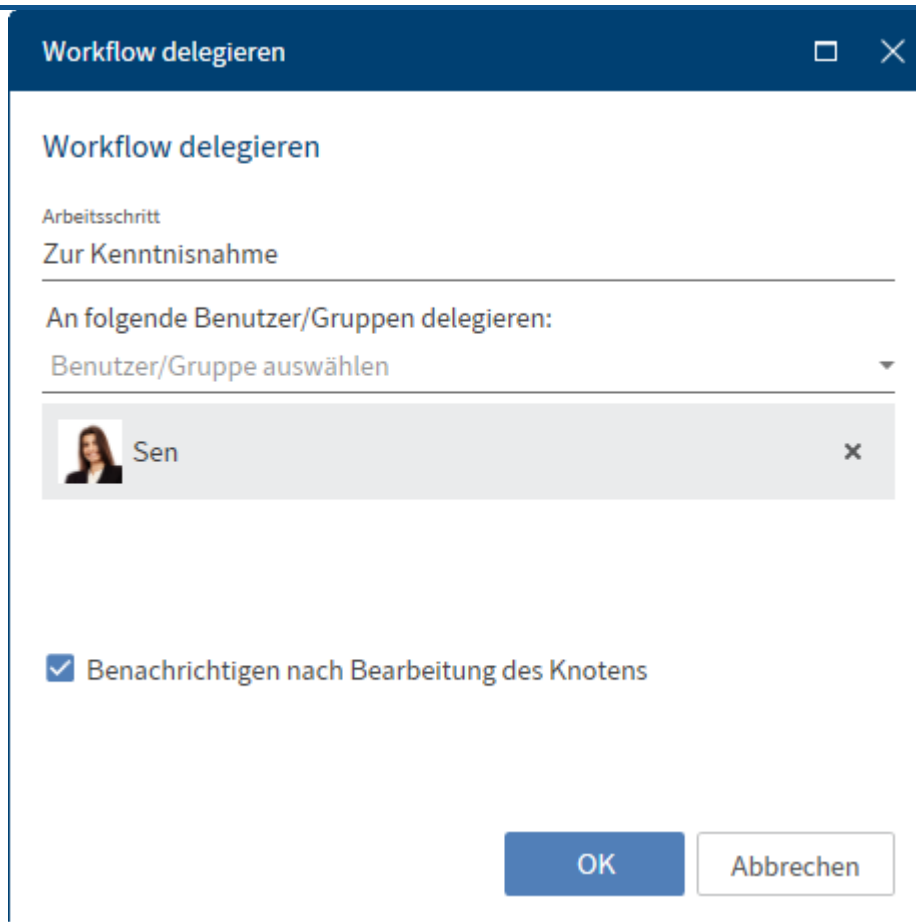 Workflow delegieren
Workflow delegieren
Arbeitsschritt
Zur Kenntnisnahme
An folgende Benutzer/Gruppen delegieren:
Benutzer/Gruppe auswählen
Sen
Benachrichtigen nach Bearbeitung des Knotens
OK Abbrechen